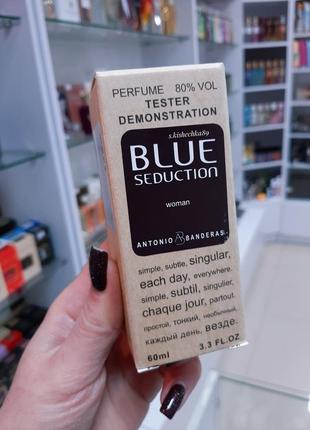 PERFUME 80% VOL
TESTER
DEMONSTRATION
s.kishechka89
BLUE
SEDUCTION
woman
ANTONIO BANDERAS
simple, subtle, singular,
each day, everywhere.
simple, subtil, singulier,
chaque jour, partout.
простой, тонкий, необычный,
каждый день, везде.
60ml 3.3 FL.OZ